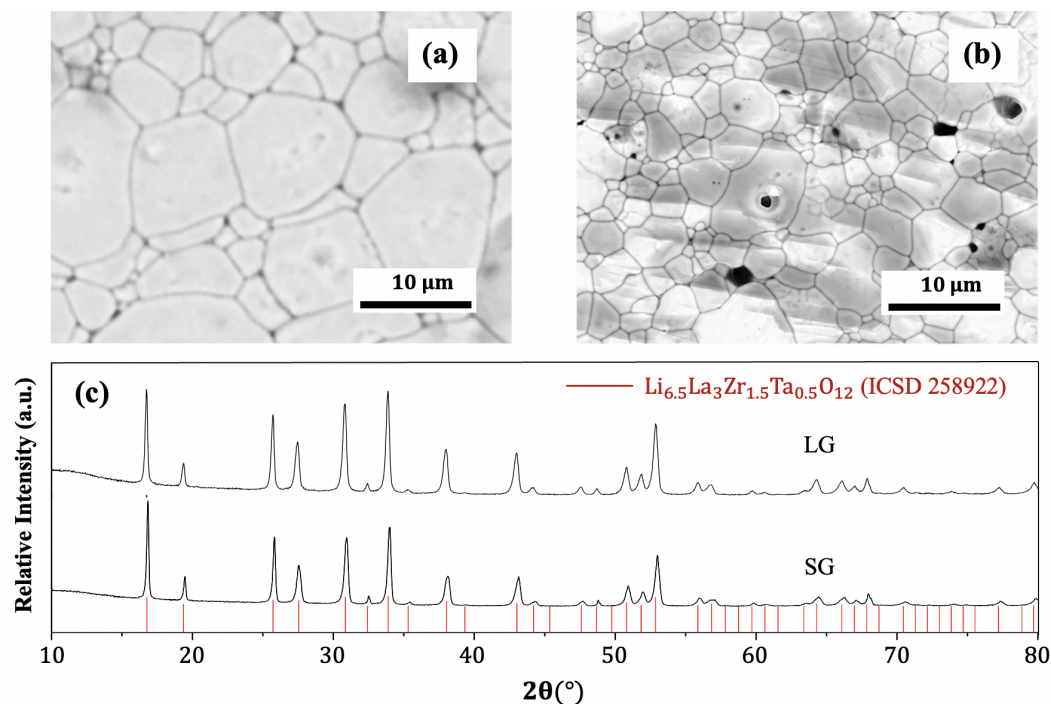 (a)
10 µm
(b)
10 µm
(c)
Li₆.₅La₃Zr₁.₅Ta₀.₅O₁₂ (ICSD 258922)
LG
SG
Relative Intensity (a.u.)
10 20 30 40 50 60 70 80
2θ(°)